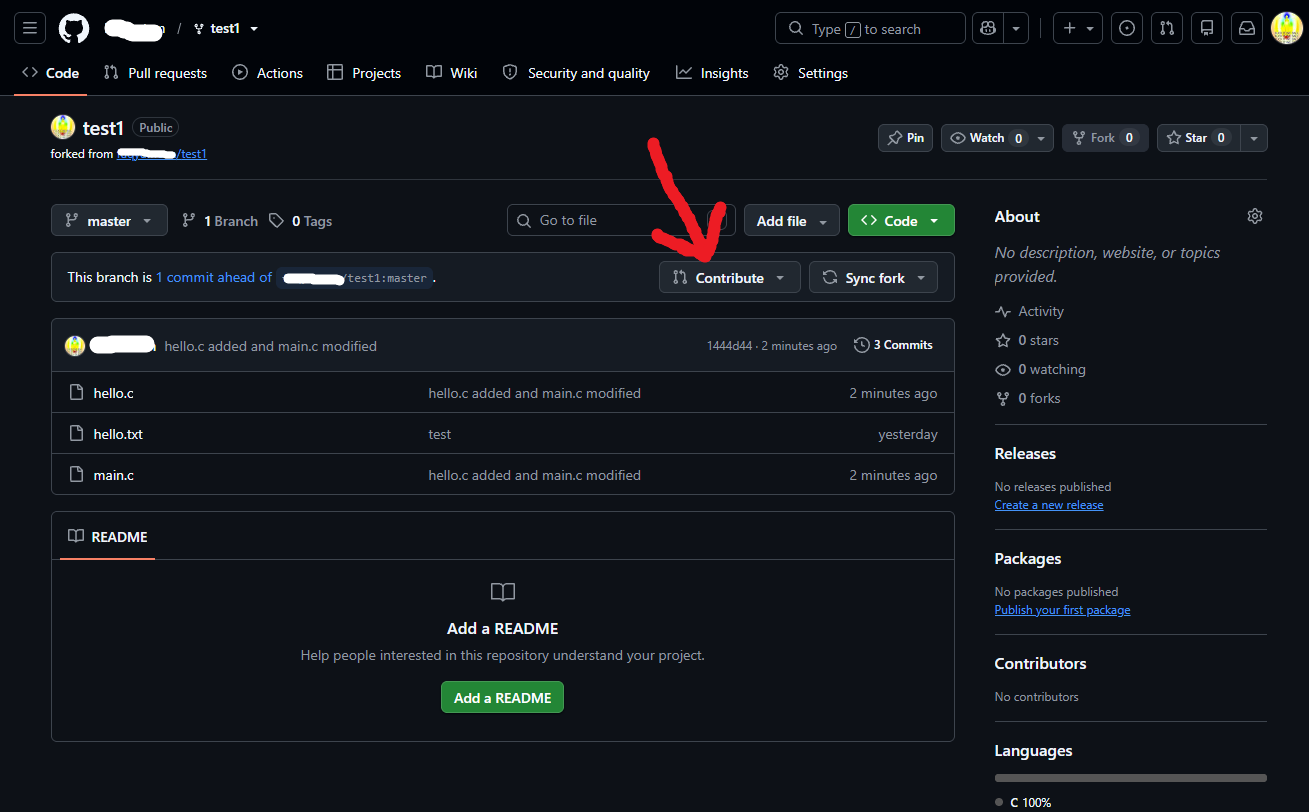 / test1
Type / to search
Code Pull requests Actions Projects Wiki Security and quality Insights Settings
test1 Public
forked from /test1
Pin Watch 0 Fork 0 Star 0
master 1 Branch 0 Tags
Go to file
Add file
Code
This branch is 1 commit ahead of /test1:master .
Contribute
Sync fork
hello.c added and main.c modified 1444d44 · 2 minutes ago 3 Commits
hello.c hello.c added and main.c modified 2 minutes ago
hello.txt test yesterday
main.c hello.c added and main.c modified 2 minutes ago
README
Add a README
Help people interested in this repository understand your project.
Add a README
About
No description, website, or topics
provided.
Activity
0 stars
0 watching
0 forks
Releases
No releases published
Create a new release
Packages
No packages published
Publish your first package
Contributors
No contributors
Languages
C 100%